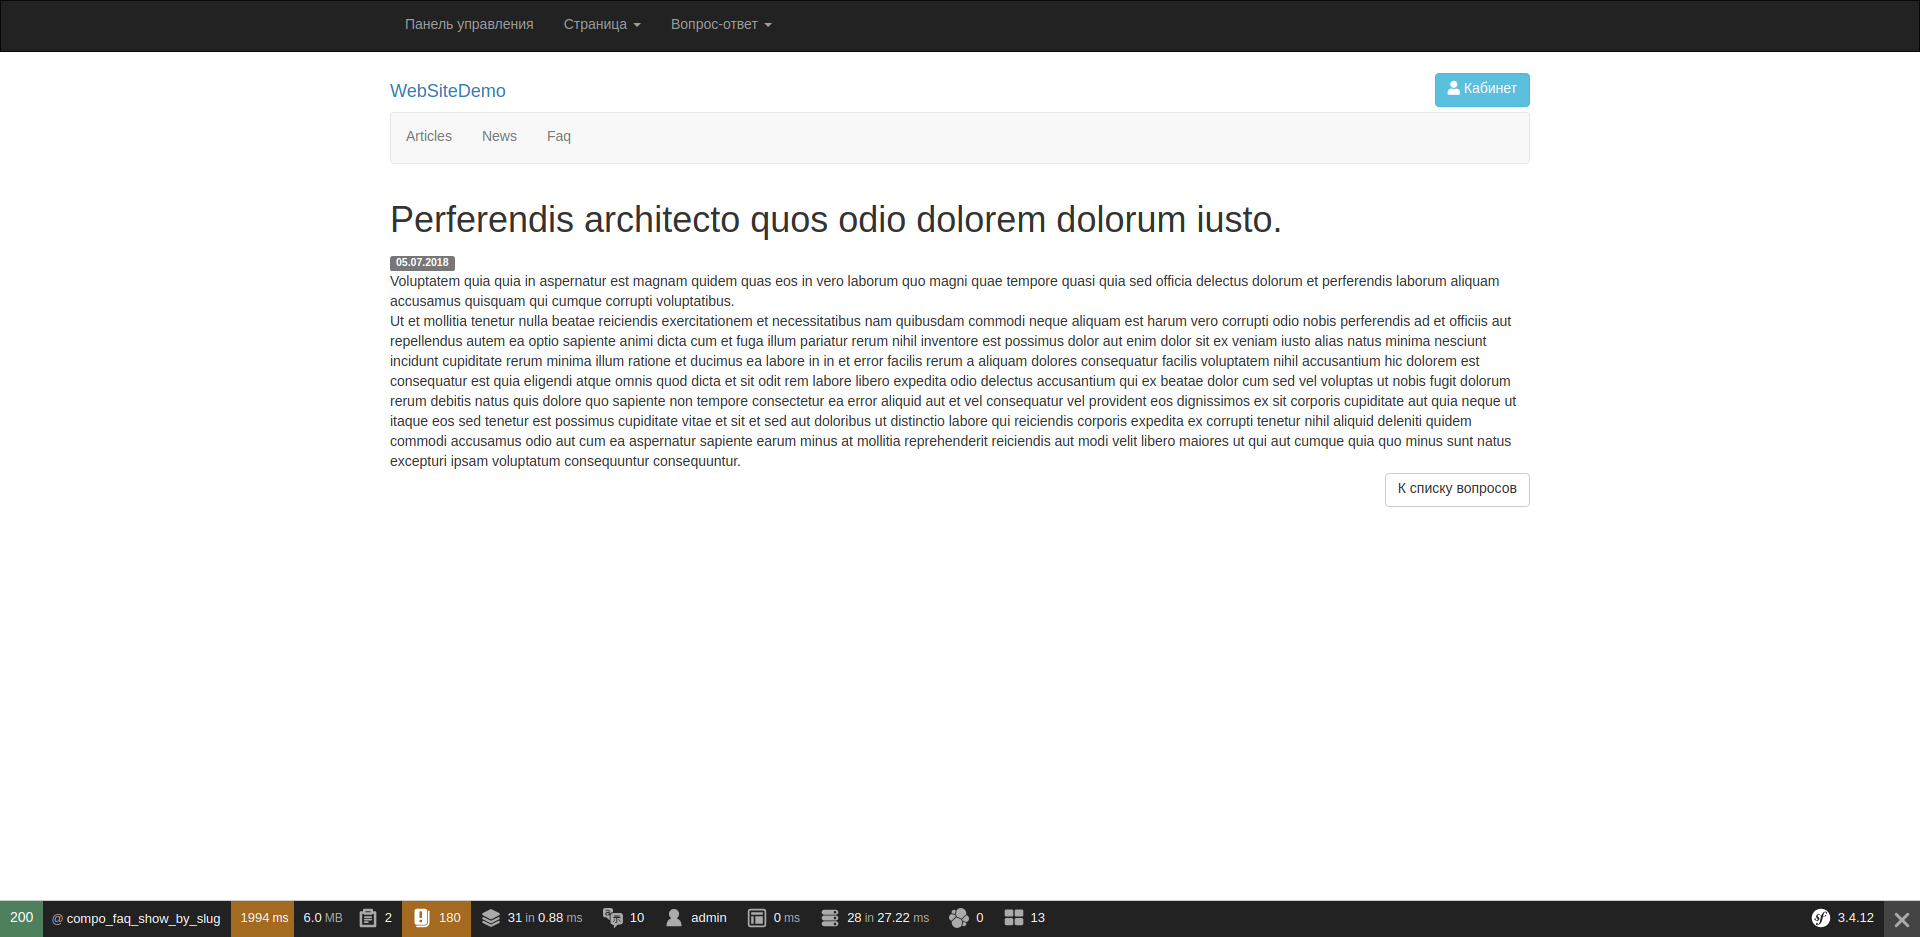 Панель управления Страница Вопрос-ответ
WebSiteDemo Кабинет
Articles News Faq
Perferendis architecto quos odio dolorem dolorum iusto.
05.07.2018
Voluptatem quia quia in aspernatur est magnam quidem quas eos in vero laborum quo magni quae tempore quasi quia sed officia delectus dolorum et perferendis laborum aliquam
accusamus quisquam qui cumque corrupti voluptatibus.
Ut et mollitia tenetur nulla beatae reiciendis exercitationem et necessitatibus nam quibusdam commodi neque aliquam est harum vero corrupti odio nobis perferendis ad et officiis aut
repellendus autem ea optio sapiente animi dicta cum et fuga illum pariatur rerum nihil inventore est possimus dolor aut enim dolor sit ex veniam iusto alias natus minima nesciunt
incidunt cupiditate rerum minima illum ratione et ducimus ea labore in in et error facilis rerum a aliquam dolores consequatur facilis voluptatem nihil accusantium hic dolorem est
consequatur est quia eligendi atque omnis quod dicta et sit odit rem labore libero expedita odio delectus accusantium qui ex beatae dolor cum sed vel voluptas ut nobis fugit dolorum
rerum debitis natus quis dolore quo sapiente non tempore consectetur ea error aliquid aut et vel consequatur vel provident eos dignissimos ex sit corporis cupiditate aut quia neque ut
itaque eos sed tenetur est possimus cupiditate vitae et sit et sed aut doloribus ut distinctio labore qui reiciendis corporis expedita ex corrupti tenetur nihil aliquid deleniti quidem
commodi accusamus odio aut cum ea aspernatur sapiente earum minus at mollitia reprehenderit reiciendis aut modi velit libero maiores ut qui aut cumque quia quo minus sunt natus
excepturi ipsam voluptatum consequuntur consequuntur.
К списку вопросов
200 @ compo_faq_show_by_slug 1994 ms 6.0 MB 2 180 31 in 0.88 ms 10 admin 0 ms 28 in 27.22 ms 0 13 sf 3.4.12